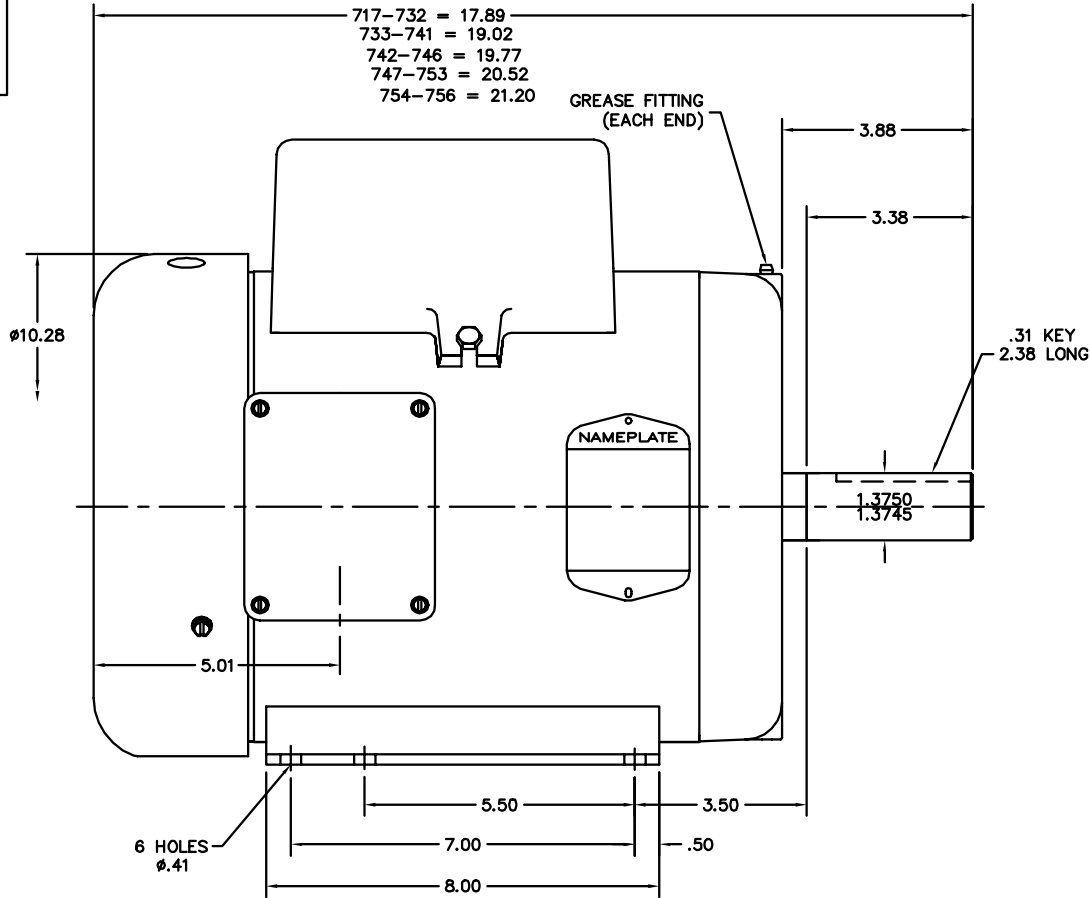 717-732 = 17.89
733-741 = 19.02
742-746 = 19.77
747-753 = 20.52
754-756 = 21.20
GREASE FITTING
(EACH END)
3.88
3.38
ø10.28
.31 KEY
2.38 LONG
NAMEPLATE
1.3750
1.3745
5.01
5.50
3.50
6 HOLES
ø.41
7.00
.50
8.00